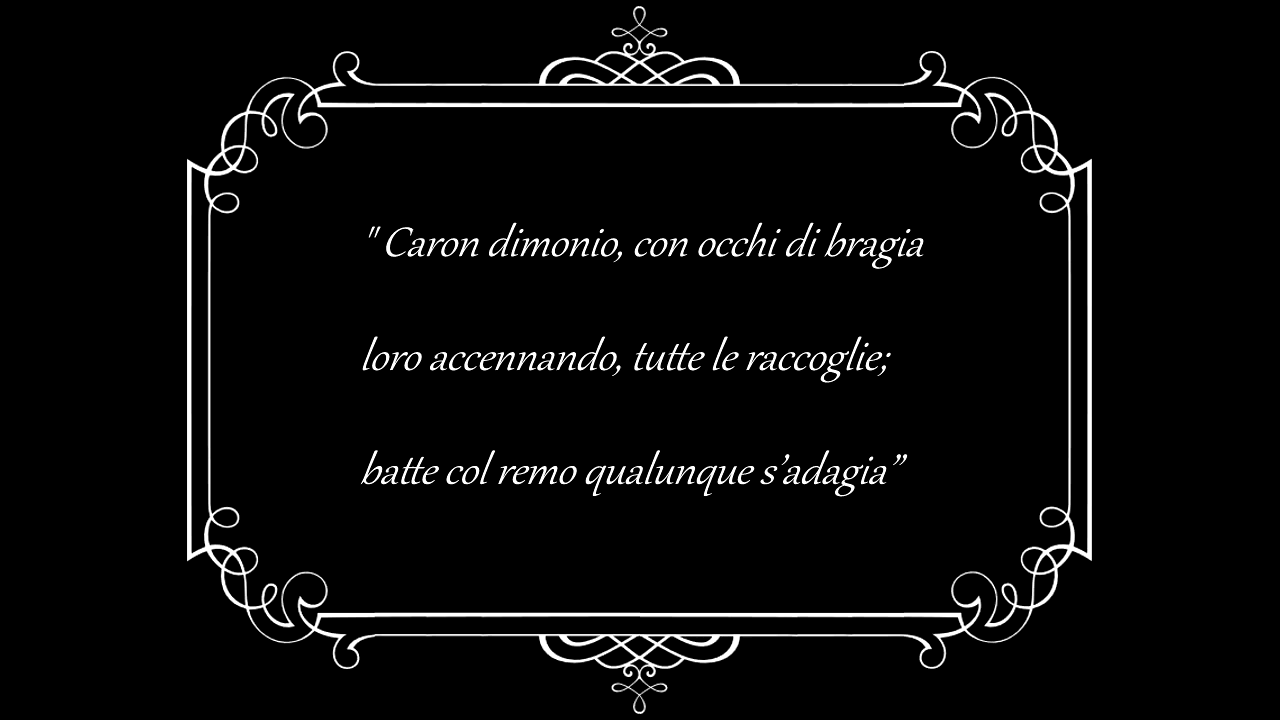 " Caron dimonio, con occhi di bragia
loro accennando, tutte le raccoglie;
batte col remo qualunque s’adagia”